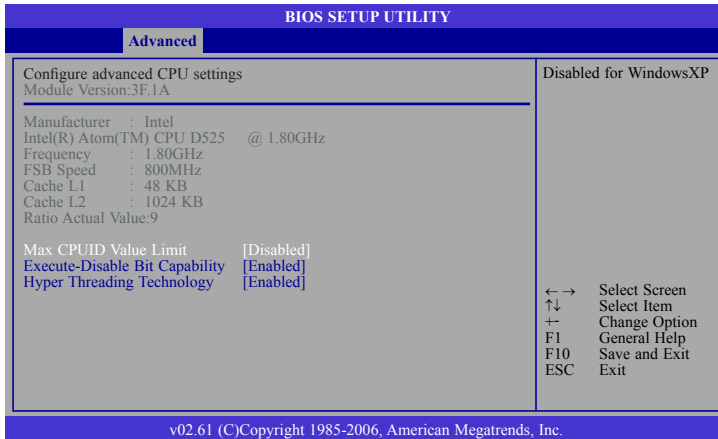 BIOS SETUP UTILITY
Advanced
Configure advanced CPU settings
Module Version:3F.1A
Manufacturer : Intel
Intel(R) Atom(TM) CPU D525 @ 1.80GHz
Frequency : 1.80GHz
FSB Speed : 800MHz
Cache L1 : 48 KB
Cache L2 : 1024 KB
Ratio Actual Value:9
Max CPUID Value Limit [Disabled]
Execute-Disable Bit Capability [Enabled]
Hyper Threading Technology [Enabled]
Disabled for WindowsXP
←→ Select Screen
↑↓ Select Item
+- Change Option
F1 General Help
F10 Save and Exit
ESC Exit
v02.61 (C)Copyright 1985-2006, American Megatrends, Inc.